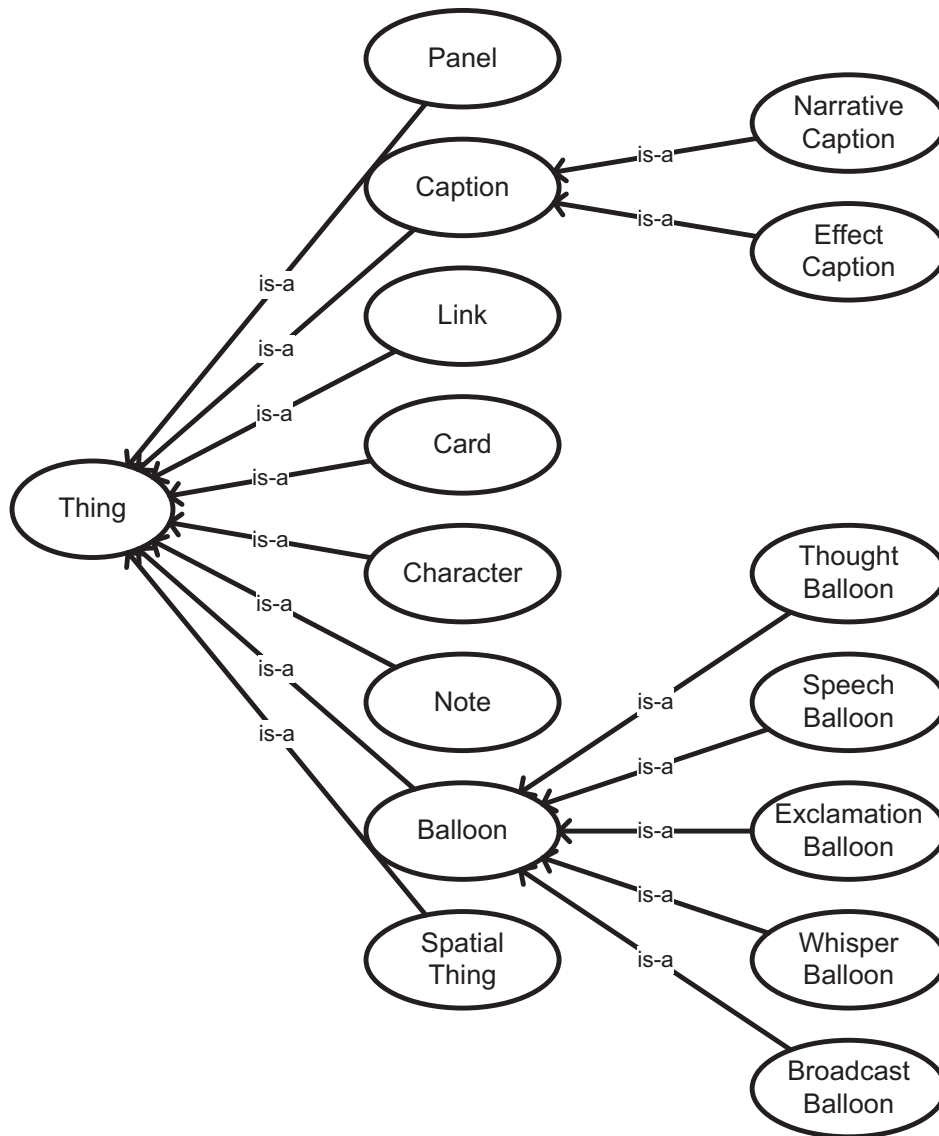 Panel
Narrative
Caption
is-a
Caption
is-a
Effect
Caption
is-a
Link
is-a
is-a
Card
is-a
Thing
is-a
Character
Thought
Balloon
is-a
Note
is-a
is-a
Speech
Balloon
is-a
is-a
Balloon
is-a
Exclamation
Balloon
is-a
Spatial
Thing
Whisper
Balloon
is-a
Broadcast
Balloon